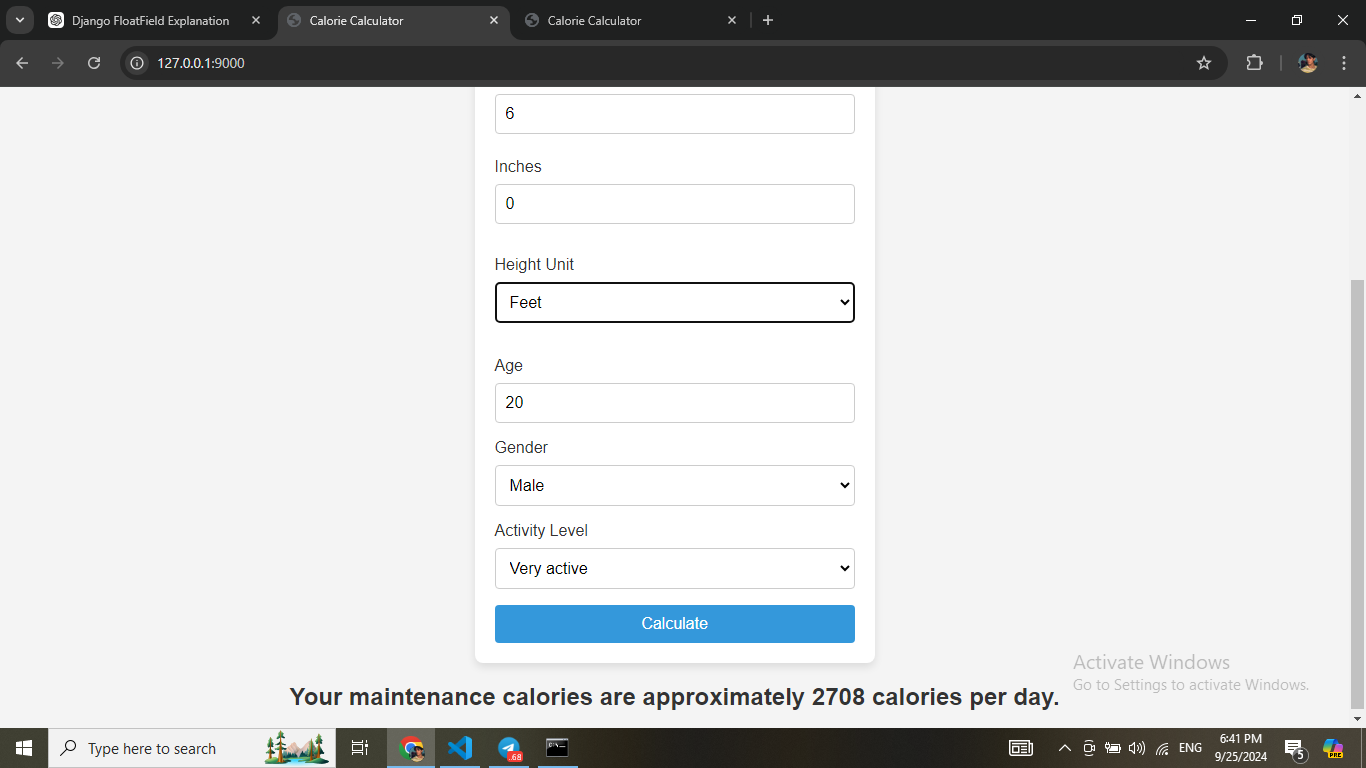 Django FloatField Explanation
Calorie Calculator
Calorie Calculator
127.0.0.1:9000
6
Inches
0
Height Unit
Feet
Age
20
Gender
Male
Activity Level
Very active
Calculate
Your maintenance calories are approximately 2708 calories per day.
Activate Windows
Go to Settings to activate Windows.
Type here to search
.68
ENG
6:41 PM
9/25/2024
5
PRE